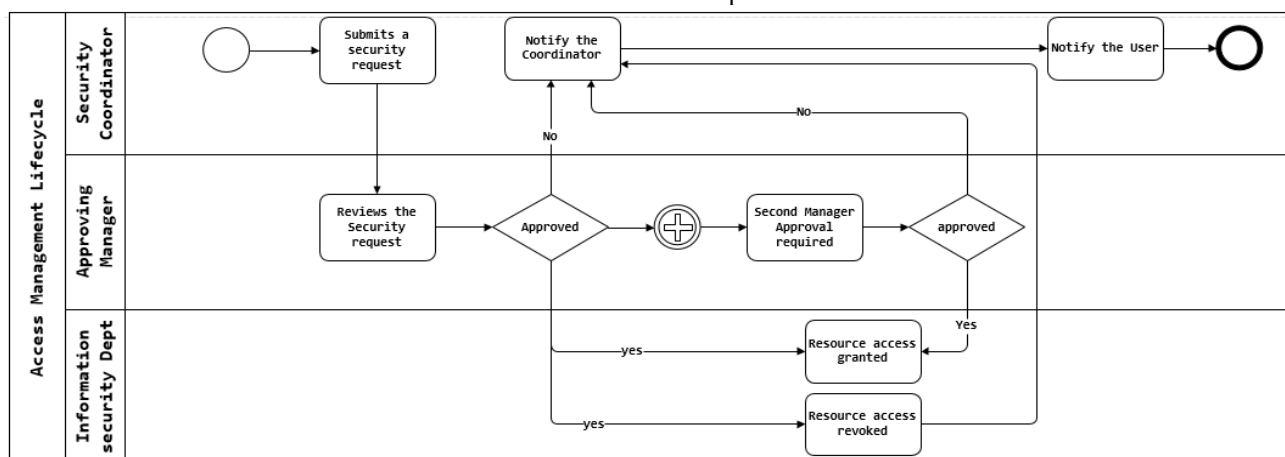 Access Management Lifecycle
Security
Coordinator
Submits a
security
request
Notify the
Coordinator
Notify the User
No
No
Approving
Manager
Reviews the
Security
request
Approved
Second Manager
Approval
required
approved
Information
security Dept
Yes
yes
Resource access
granted
yes
Resource access
revoked